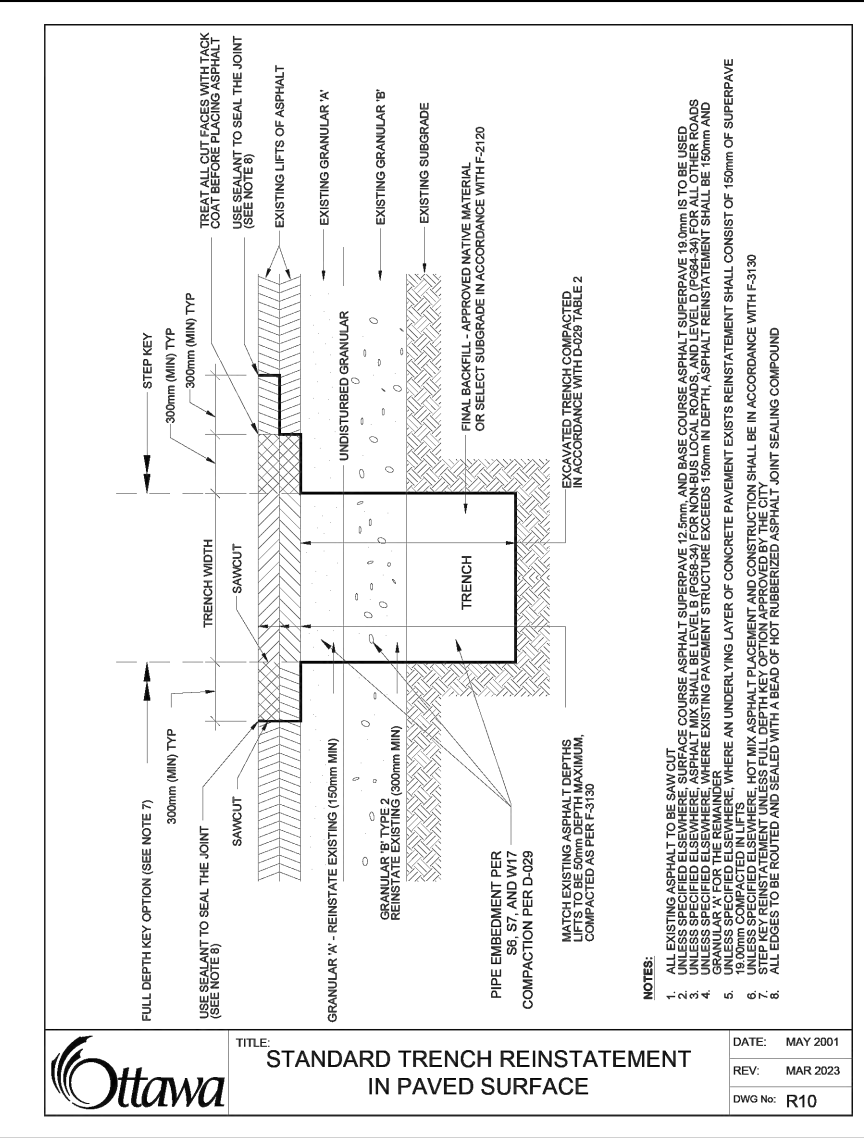 FULL DEPTH KEY OPTION (SEE NOTE 7)
STEP KEY
300mm (MIN) TYP
300mm (MIN) TYP
300mm (MIN) TYP
TRENCH WIDTH
USE SEALANT TO SEAL THE JOINT
(SEE NOTE 8)
SAWCUT
SAWCUT
TREAT ALL CUT FACES WITH TACK
COAT BEFORE PLACING ASPHALT
USE SEALANT TO SEAL THE JOINT
(SEE NOTE 8)
EXISTING LIFTS OF ASPHALT
EXISTING GRANULAR 'A'
EXISTING GRANULAR 'B'
EXISTING SUBGRADE
UNDISTURBED GRANULAR
GRANULAR 'A' - REINSTATE EXISTING (150mm MIN)
GRANULAR 'B' TYPE 2
REINSTATE EXISTING (300mm MIN)
TRENCH
FINAL BACKFILL - APPROVED NATIVE MATERIAL
OR SELECT SUBGRADE IN ACCORDANCE WITH F-2120
PIPE EMBEDMENT PER
S6, S7, AND W17
COMPACTION PER D-029
MATCH EXISTING ASPHALT DEPTHS
LIFTS TO BE 50mm DEPTH MAXIMUM,
COMPACTED AS PER F-3130
EXCAVATED TRENCH COMPACTED
IN ACCORDANCE WITH D-029 TABLE 2
NOTES:
1. ALL EXISTING ASPHALT TO BE SAW CUT
2. UNLESS SPECIFIED ELSEWHERE, SURFACE COURSE ASPHALT SUPERPAVE 12.5mm, AND BASE COURSE ASPHALT SUPERPAVE 19.0mm IS TO BE USED
3. UNLESS SPECIFIED ELSEWHERE, ASPHALT MIX SHALL BE LEVEL B (PG58-34) FOR NON-BUS LOCAL ROADS, AND LEVEL D (PG64-34) FOR ALL OTHER ROADS
4. UNLESS SPECIFIED ELSEWHERE, WHERE EXISTING PAVEMENT STRUCTURE EXCEEDS 150mm IN DEPTH, ASPHALT REINSTATEMENT SHALL BE 150mm AND
GRANULAR 'A' FOR THE REMAINDER
5. UNLESS SPECIFIED ELSEWHERE, WHERE AN UNDERLYING LAYER OF CONCRETE PAVEMENT EXISTS REINSTATEMENT SHALL CONSIST OF 150mm OF SUPERPAVE
19.00mm COMPACTED IN LIFTS
6. UNLESS SPECIFIED ELSEWHERE, HOT MIX ASPHALT PLACEMENT AND CONSTRUCTION SHALL BE IN ACCORDANCE WITH F-3130
7. STEP KEY REINSTATEMENT UNLESS FULL DEPTH KEY OPTION APPROVED BY THE CITY
8. ALL EDGES TO BE ROUTED AND SEALED WITH A BEAD OF HOT RUBBERIZED ASPHALT JOINT SEALING COMPOUND
Ottawa
TITLE:
STANDARD TRENCH REINSTATEMENT
IN PAVED SURFACE
DATE: MAY 2001
REV: MAR 2023
DWG No: R10